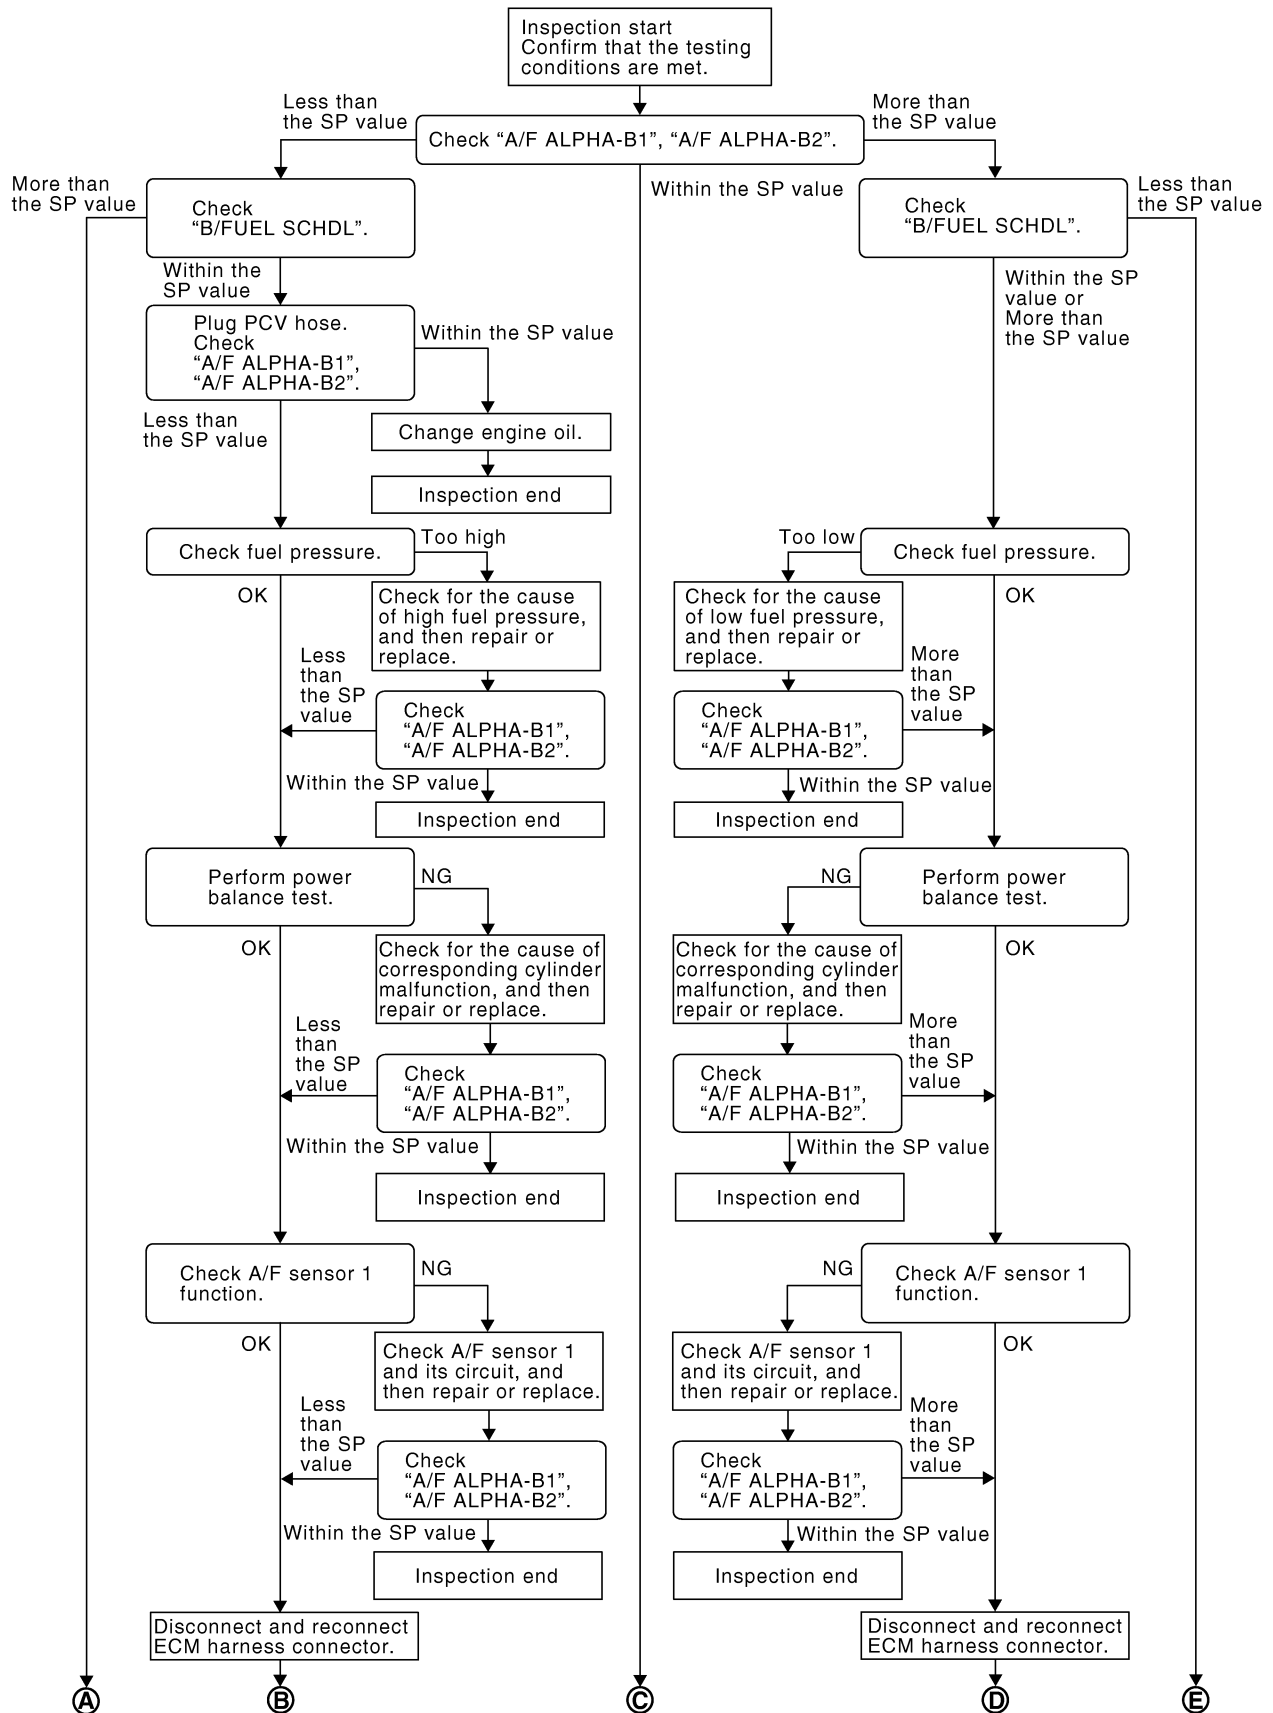 Inspection start
Confirm that the testing
conditions are met.
Less than
the SP value
More than
the SP value
Check “A/F ALPHA-B1”, “A/F ALPHA-B2”.
More than
the SP value
Within the SP value
Less than
the SP value
Check
“B/FUEL SCHDL”.
Check
“B/FUEL SCHDL”.
Within the
SP value
Within the SP
value or
More than
the SP value
Plug PCV hose.
Check
“A/F ALPHA-B1”,
“A/F ALPHA-B2”.
Within the SP value
Less than
the SP value
Change engine oil.
Inspection end
Check fuel pressure.
Too high
Too low
Check fuel pressure.
OK
OK
Check for the cause
of high fuel pressure,
and then repair or
replace.
Check for the cause
of low fuel pressure,
and then repair or
replace.
Less
than
the SP
value
More
than
the SP
value
Check
“A/F ALPHA-B1”,
“A/F ALPHA-B2”.
Check
“A/F ALPHA-B1”,
“A/F ALPHA-B2”.
Within the SP value
Within the SP value
Inspection end
Inspection end
Perform power
balance test.
NG
NG
Perform power
balance test.
OK
OK
Check for the cause of
corresponding cylinder
malfunction, and then
repair or replace.
Check for the cause of
corresponding cylinder
malfunction, and then
repair or replace.
Less
than
the SP
value
More
than
the SP
value
Check
“A/F ALPHA-B1”,
“A/F ALPHA-B2”.
Check
“A/F ALPHA-B1”,
“A/F ALPHA-B2”.
Within the SP value
Within the SP value
Inspection end
Inspection end
Check A/F sensor 1
function.
NG
NG
Check A/F sensor 1
function.
OK
OK
Check A/F sensor 1
and its circuit, and
then repair or replace.
Check A/F sensor 1
and its circuit, and
then repair or replace.
Less
than
the SP
value
More
than
the SP
value
Check
“A/F ALPHA-B1”,
“A/F ALPHA-B2”.
Check
“A/F ALPHA-B1”,
“A/F ALPHA-B2”.
Within the SP value
Within the SP value
Inspection end
Inspection end
Disconnect and reconnect
ECM harness connector.
Disconnect and reconnect
ECM harness connector.
A
B
C
D
E